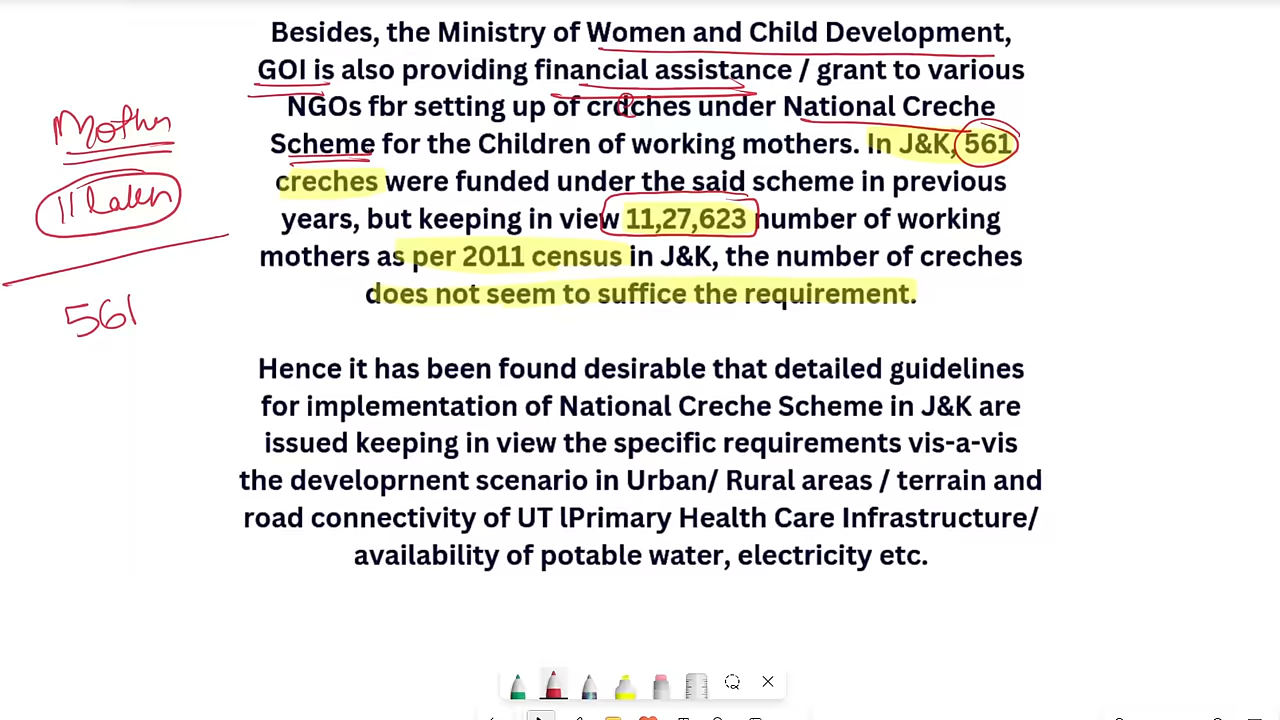 Besides, the Ministry of Women and Child Development,
GOI is also providing financial assistance / grant to various
NGOs fbr setting up of creches under National Creche
Scheme for the Children of working mothers. In J&K, 561
creches were funded under the said scheme in previous
years, but keeping in view 11,27,623 number of working
mothers as per 2011 census in J&K, the number of creches
does not seem to suffice the requirement.
Mother
11 Lakh
561
Hence it has been found desirable that detailed guidelines
for implementation of National Creche Scheme in J&K are
issued keeping in view the specific requirements vis-a-vis
the developrnent scenario in Urban/ Rural areas / terrain and
road connectivity of UT lPrimary Health Care Infrastructure/
availability of potable water, electricity etc.